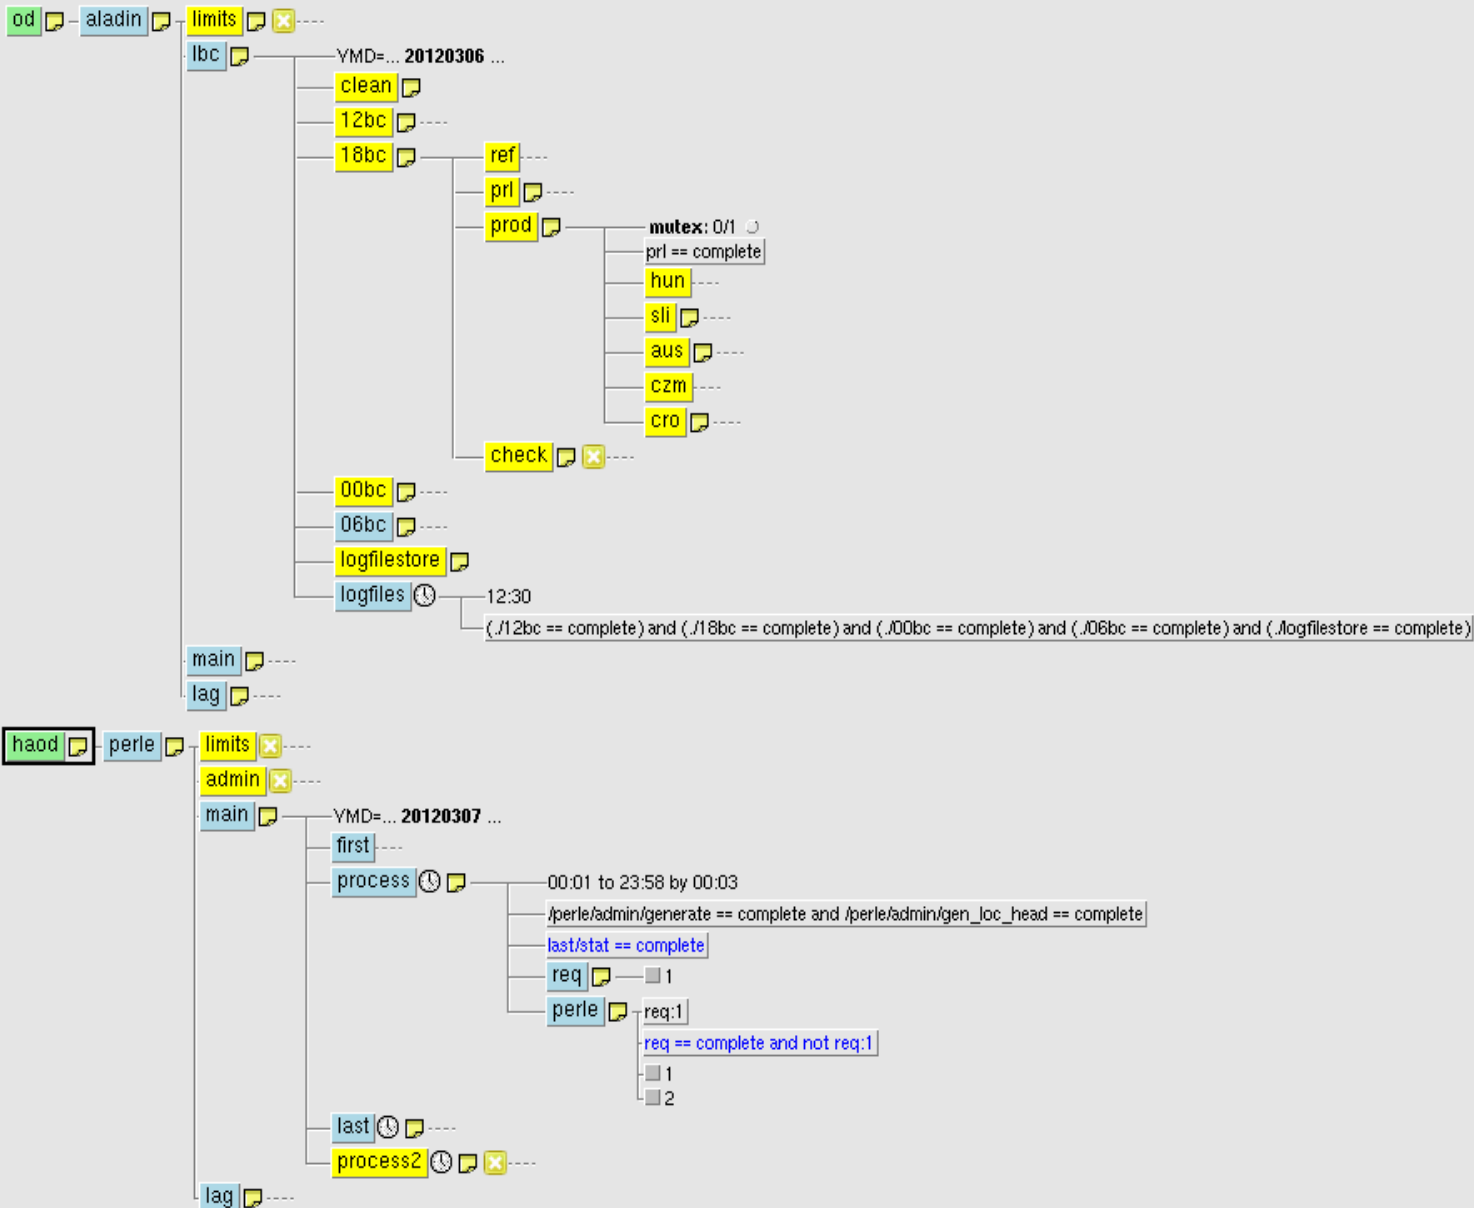 od aladin limits
lbc YMD=... 20120306 ...
clean
12bc
18bc ref
prl
prod mutex: 0/1
prl == complete
hun
sli
aus
czm
cro
check
00bc
06bc
logfilestore
logfiles 12:30
(./12bc == complete) and (./18bc == complete) and (./00bc == complete) and (./06bc == complete) and (./logfilestore == complete)
main
lag
haod perle limits
admin
main YMD=... 20120307 ...
first
process 00:01 to 23:58 by 00:03
/perle/admin/generate == complete and /perle/admin/gen_loc_head == complete
last/stat == complete
req 1
perle req:1
req == complete and not req:1
1
2
last
process2
lag